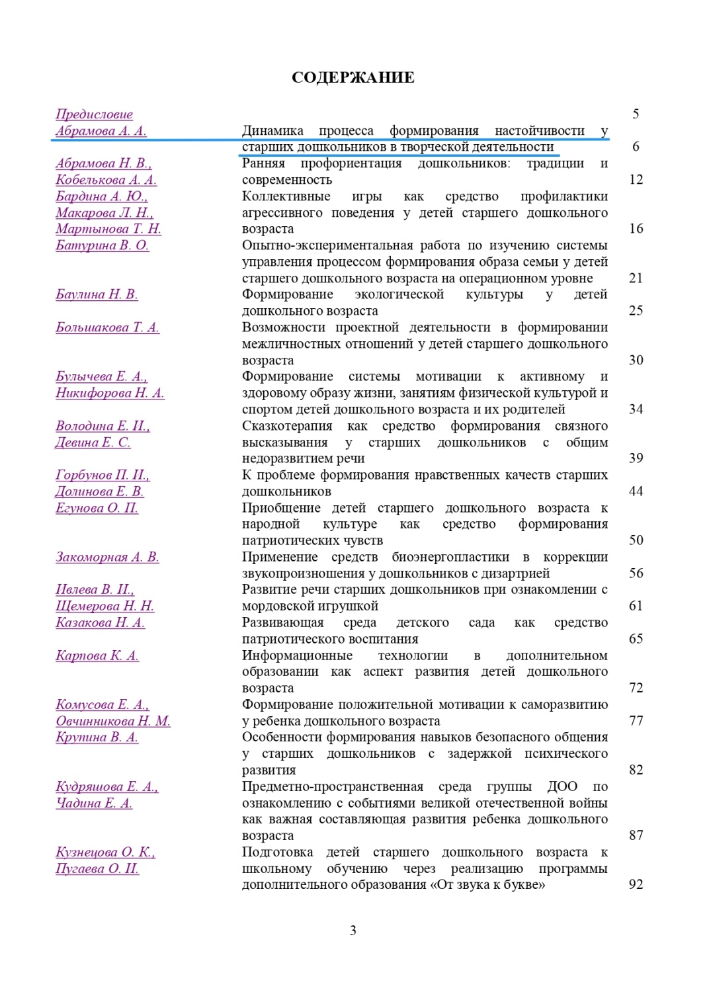 СОДЕРЖАНИЕ
Предисловие 5
Абрамова А. А. Динамика процесса формирования настойчивости у
старших дошкольников в творческой деятельности 6
Абрамова Н. В., Ранняя профориентация дошкольников: традиции и
Кобелькова А. А. современность 12
Бардина А. Ю., Коллективные игры как средство профилактики
Макарова Л. Н., агрессивного поведения у детей старшего дошкольного
Мартынова Т. Н. возраста 16
Батурина В. О. Опытно-экспериментальная работа по изучению системы
управления процессом формирования образа семьи у детей
старшего дошкольного возраста на операционном уровне 21
Баулина Н. В. Формирование экологической культуры у детей
дошкольного возраста 25
Большакова Т. А. Возможности проектной деятельности в формировании
межличностных отношений у детей старшего дошкольного
возраста 30
Булычева Е. А., Формирование системы мотивации к активному и
Никифорова Н. А. здоровому образу жизни, занятиям физической культурой и
спортом детей дошкольного возраста и их родителей 34
Володина Е. И., Сказкотерапия как средство формирования связного
Девина Е. С. высказывания у старших дошкольников с общим
недоразвитием речи 39
Горбунов П. И., К проблеме формирования нравственных качеств старших
Долинова Е. В. дошкольников 44
Егунова О. П. Приобщение детей старшего дошкольного возраста к
народной культуре как средство формирования
патриотических чувств 50
Закоморная А. В. Применение средств биоэнергопластики в коррекции
звукопроизношения у дошкольников с дизартрией 56
Ивлева В. И., Развитие речи старших дошкольников при ознакомлении с
Щемерова Н. Н. мордовской игрушкой 61
Казакова Н. А. Развивающая среда детского сада как средство
патриотического воспитания 65
Карпова К. А. Информационные технологии в дополнительном
образовании как аспект развития детей дошкольного
возраста 72
Комусова Е. А., Формирование положительной мотивации к саморазвитию
Овчинникова Н. М. у ребенка дошкольного возраста 77
Крупина В. А. Особенности формирования навыков безопасного общения
у старших дошкольников с задержкой психического
развития 82
Кудряшова Е. А., Предметно-пространственная среда группы ДОО по
Чадина Е. А. ознакомлению с событиями великой отечественной войны
как важная составляющая развития ребенка дошкольного
возраста 87
Кузнецова О. К., Подготовка детей старшего дошкольного возраста к
Пугаева О. И. школьному обучению через реализацию программы
дополнительного образования «От звука к букве» 92
3